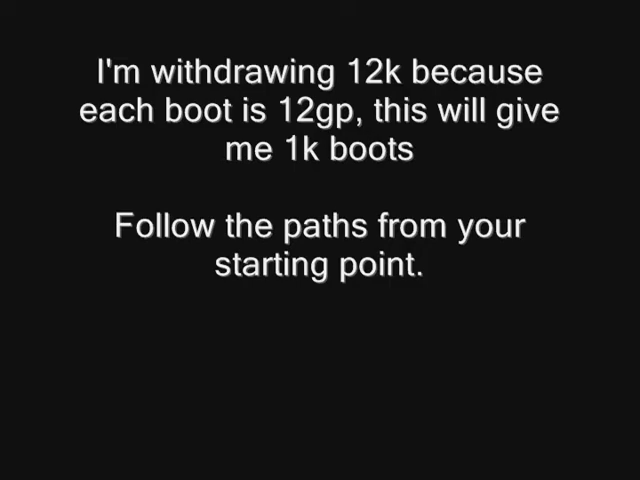 I'm withdrawing 12k because
each boot is 12gp, this will give
me 1k boots
Follow the paths from your
starting point.